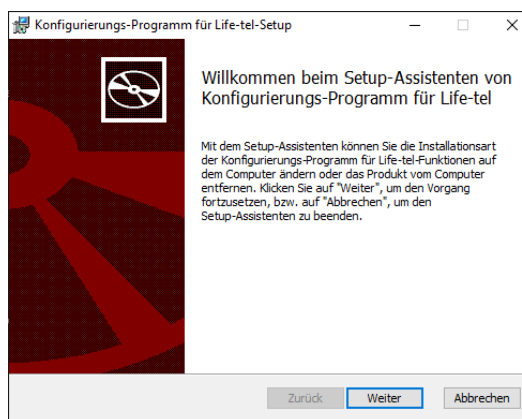 Konfigurierungs-Programm für Life-tel-Setup
Willkommen beim Setup-Assistenten von
Konfigurierungs-Programm für Life-tel
Mit dem Setup-Assistenten können Sie die Installationsart
der Konfigurierungs-Programm für Life-tel-Funktionen auf
dem Computer ändern oder das Produkt vom Computer
entfernen. Klicken Sie auf "Weiter", um den Vorgang
fortzusetzen, bzw. auf "Abbrechen", um den
Setup-Assistenten zu beenden.
Zurück Weiter Abbrechen